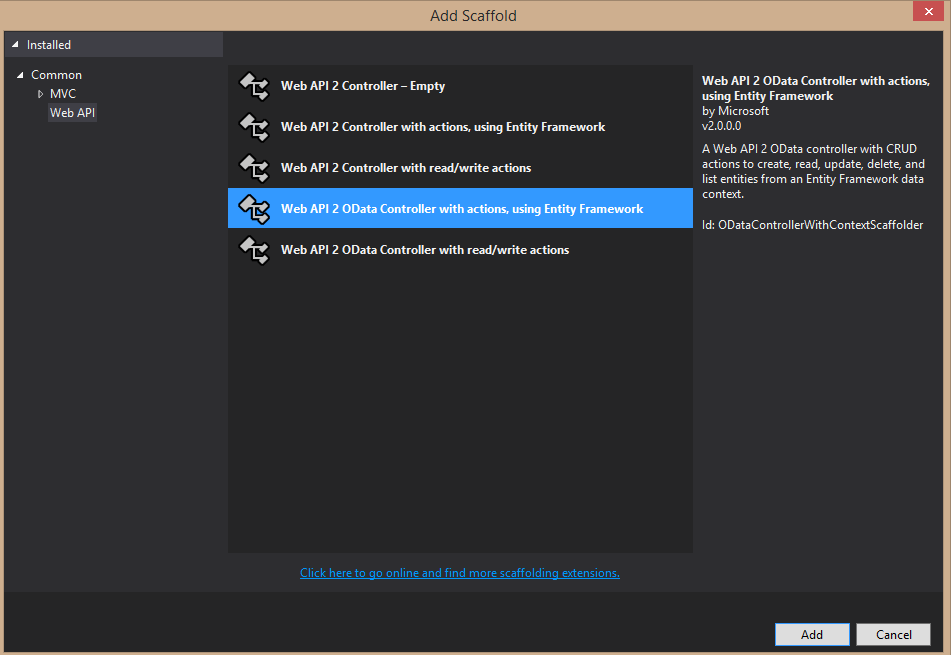 Add Scaffold
Installed
Common
MVC
Web API
Web API 2 Controller – Empty
Web API 2 Controller with actions, using Entity Framework
Web API 2 Controller with read/write actions
Web API 2 OData Controller with actions, using Entity Framework
Web API 2 OData Controller with read/write actions
Web API 2 OData Controller with actions,
using Entity Framework
by Microsoft
v2.0.0.0
A Web API 2 OData controller with CRUD
actions to create, read, update, delete, and
list entities from an Entity Framework data
context.
Id: ODataControllerWithContextScaffolder
Click here to go online and find more scaffolding extensions.
Add
Cancel